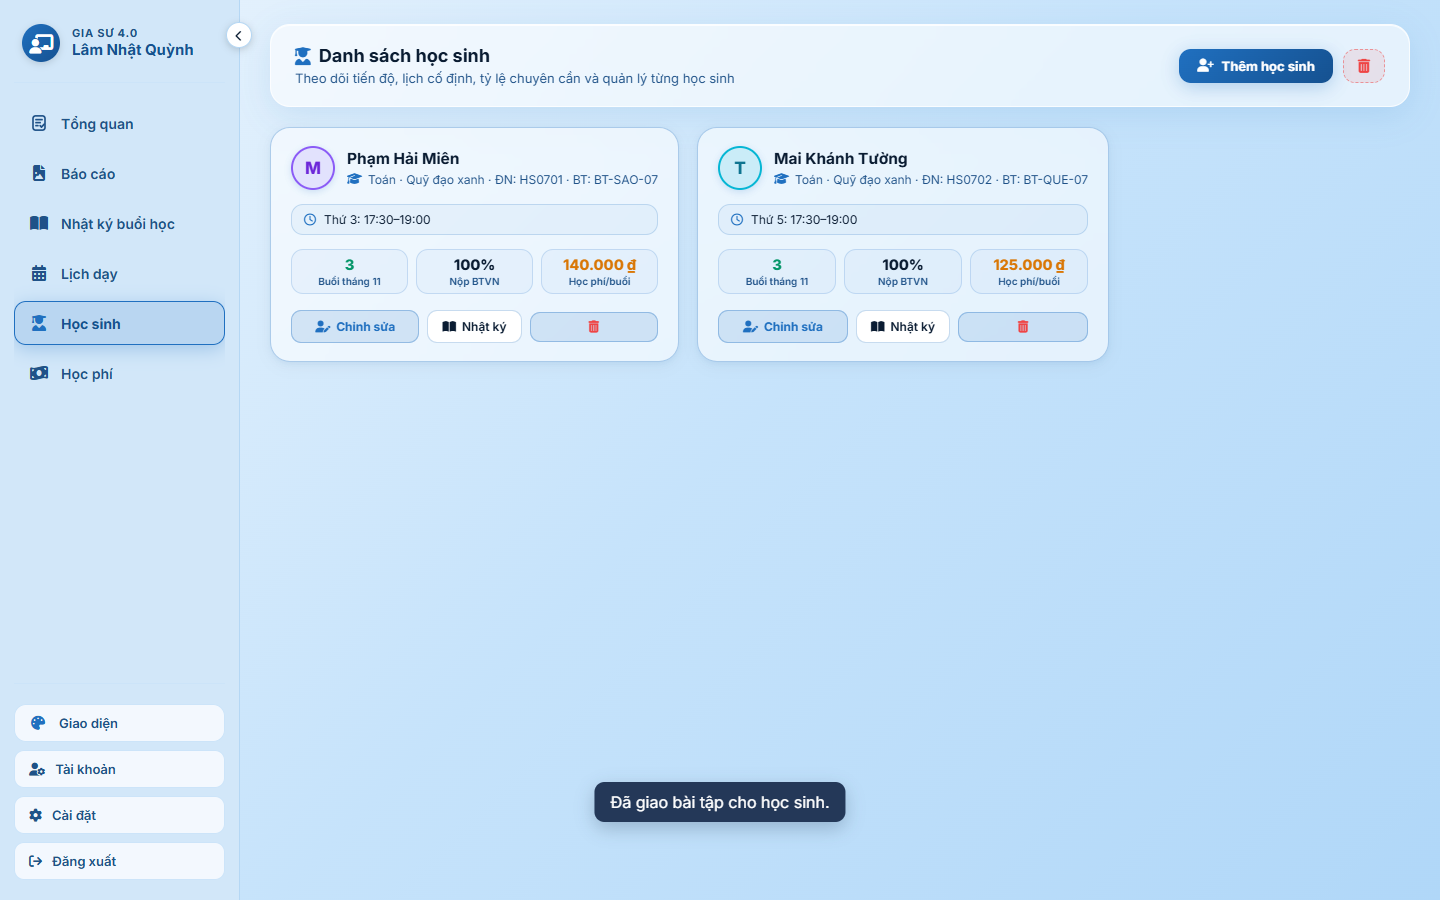 GIA SƯ 4.0
Lâm Nhật Quỳnh
Tổng quan
Báo cáo
Nhật ký buổi học
Lịch dạy
Học sinh
Học phí
Giao diện
Tài khoản
Cài đặt
Đăng xuất
Danh sách học sinh
Theo dõi tiến độ, lịch cố định, tỷ lệ chuyên cần và quản lý từng học sinh
Thêm học sinh
M
Phạm Hải Miên
Toán · Quỹ đạo xanh · ĐN: HS0701 · BT: BT-SAO-07
Thứ 3: 17:30–19:00
3
Buổi tháng 11
100%
Nộp BTVN
140.000 ₫
Học phí/buổi
Chỉnh sửa
Nhật ký
T
Mai Khánh Tường
Toán · Quỹ đạo xanh · ĐN: HS0702 · BT: BT-QUE-07
Thứ 5: 17:30–19:00
3
Buổi tháng 11
100%
Nộp BTVN
125.000 ₫
Học phí/buổi
Chỉnh sửa
Nhật ký
Đã giao bài tập cho học sinh.